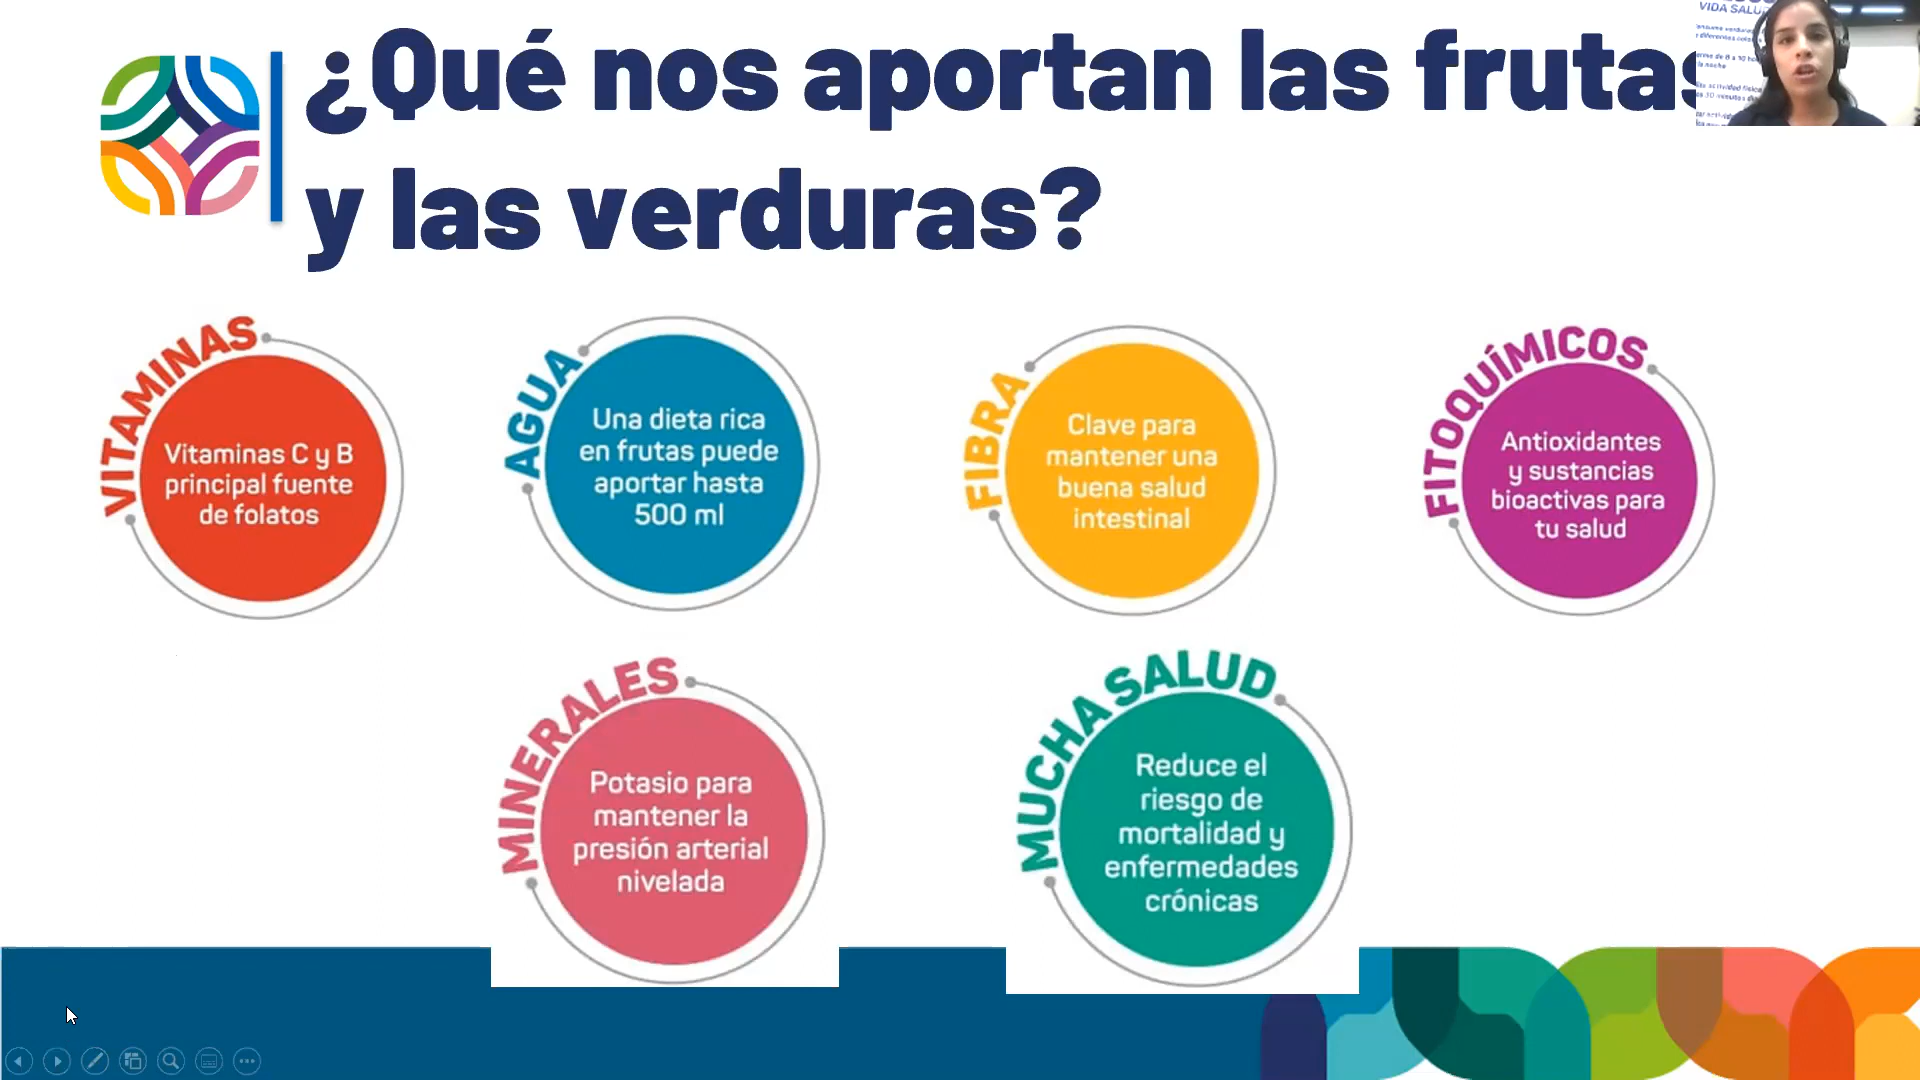 ¿Qué nos aportan las frutas
y las verduras?
VIDA SALU
VITAMINAS
Vitaminas C y B
principal fuente
de folatos
AGUA
Una dieta rica
en frutas puede
aportar hasta
500 ml
FIBRA
Clave para
mantener una
buena salud
intestinal
FITOQUÍMICOS
Antioxidantes
y sustancias
bioactivas para
tu salud
MINERALES
Potasio para
mantener la
presión arterial
nivelada
MUCHA SALUD
Reduce el
riesgo de
mortalidad y
enfermedades
crónicas